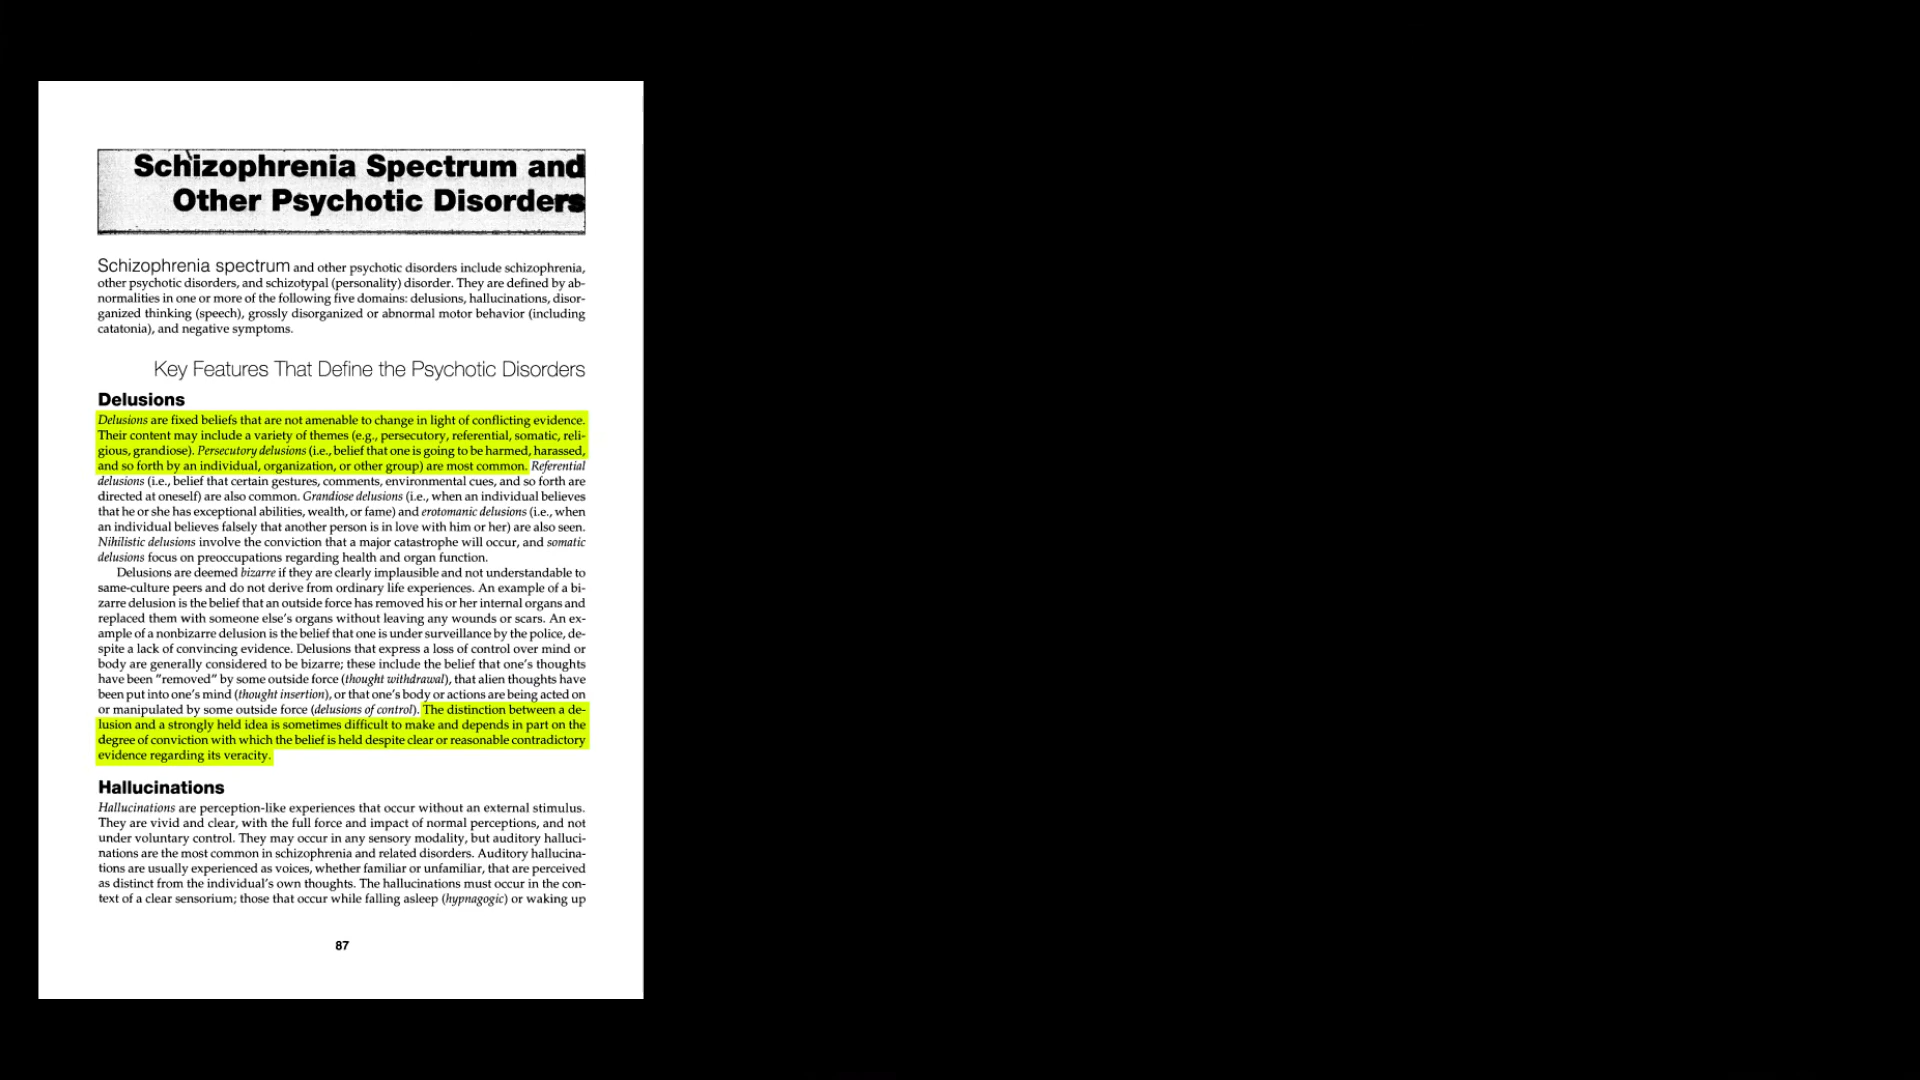 Schizophrenia Spectrum and
Other Psychotic Disorders
Schizophrenia spectrum and other psychotic disorders include schizophrenia,
other psychotic disorders, and schizotypal (personality) disorder. They are defined by ab-
normalities in one or more of the following five domains: delusions, hallucinations, disor-
ganized thinking (speech), grossly disorganized or abnormal motor behavior (including
catatonia), and negative symptoms.
Key Features That Define the Psychotic Disorders
Delusions
Delusions are fixed beliefs that are not amenable to change in light of conflicting evidence.
Their content may include a variety of themes (e.g., persecutory, referential, somatic, reli-
gious, grandiose). Persecutory delusions (i.e., belief that one is going to be harmed, harassed,
and so forth by an individual, organization, or other group) are most common. Referential
delusions (i.e., belief that certain gestures, comments, environmental cues, and so forth are
directed at oneself) are also common. Grandiose delusions (i.e., when an individual believes
that he or she has exceptional abilities, wealth, or fame) and erotomanic delusions (i.e., when
an individual believes falsely that another person is in love with him or her) are also seen.
Nihilistic delusions involve the conviction that a major catastrophe will occur, and somatic
delusions focus on preoccupations regarding health and organ function.
Delusions are deemed bizarre if they are clearly implausible and not understandable to
same-culture peers and do not derive from ordinary life experiences. An example of a bi-
zarre delusion is the belief that an outside force has removed his or her internal organs and
replaced them with someone else's organs without leaving any wounds or scars. An ex-
ample of a nonbizarre delusion is the belief that one is under surveillance by the police, de-
spite a lack of convincing evidence. Delusions that express a loss of control over mind or
body are generally considered to be bizarre; these include the belief that one's thoughts
have been "removed" by some outside force (thought withdrawal), that alien thoughts have
been put into one's mind (thought insertion), or that one's body or actions are being acted on
or manipulated by some outside force (delusions of control). The distinction between a de-
lusion and a strongly held idea is sometimes difficult to make and depends in part on the
degree of conviction with which the belief is held despite clear or reasonable contradictory
evidence regarding its veracity.
Hallucinations
Hallucinations are perception-like experiences that occur without an external stimulus.
They are vivid and clear, with the full force and impact of normal perceptions, and not
under voluntary control. They may occur in any sensory modality, but auditory halluci-
nations are the most common in schizophrenia and related disorders. Auditory hallucina-
tions are usually experienced as voices, whether familiar or unfamiliar, that are perceived
as distinct from the individual's own thoughts. The hallucinations must occur in the con-
text of a clear sensorium; those that occur while falling asleep (hypnagogic) or waking up
87